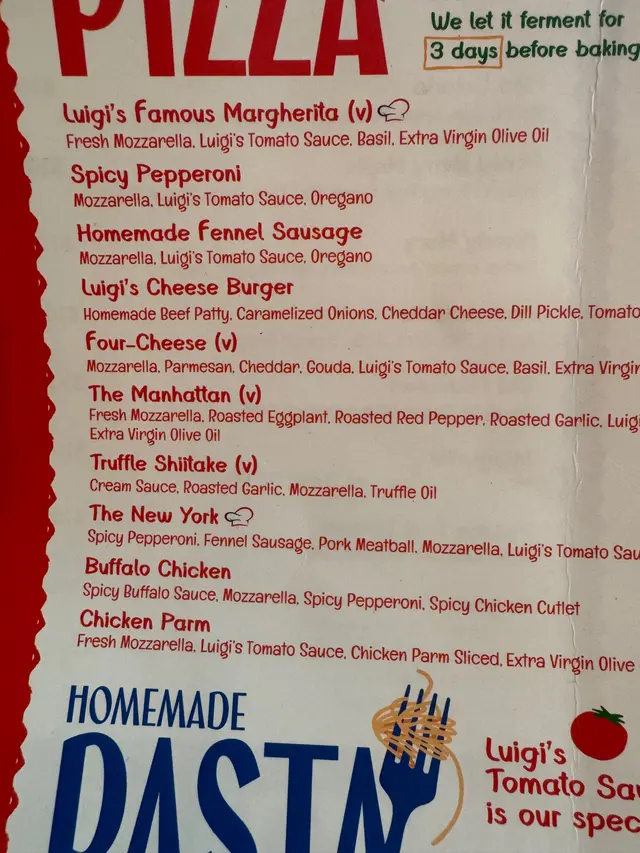 PIZZA
We let it ferment for
3 days before baking
Luigi's Famous Margherita (v)
Fresh Mozzarella, Luigi's Tomato Sauce, Basil, Extra Virgin Olive Oil
Spicy Pepperoni
Mozzarella, Luigi's Tomato Sauce, Oregano
Homemade Fennel Sausage
Mozzarella, Luigi's Tomato Sauce, Oregano
Luigi's Cheese Burger
Homemade Beef Patty, Caramelized Onions, Cheddar Cheese, Dill Pickle, Tomato
Four-Cheese (v)
Mozzarella, Parmesan, Cheddar, Gouda, Luigi's Tomato Sauce, Basil, Extra Virgin
The Manhattan (v)
Fresh Mozzarella, Roasted Eggplant, Roasted Red Pepper, Roasted Garlic, Luigi
Extra Virgin Olive Oil
Truffle Shiitake (v)
Cream Sauce, Roasted Garlic, Mozzarella, Truffle Oil
The New York
Spicy Pepperoni, Fennel Sausage, Pork Meatball, Mozzarella, Luigi's Tomato Sau
Buffalo Chicken
Spicy Buffalo Sauce, Mozzarella, Spicy Pepperoni, Spicy Chicken Cutlet
Chicken Parm
Fresh Mozzarella, Luigi's Tomato Sauce, Chicken Parm Sliced, Extra Virgin Olive
HOMEMADE
PASTA
Luigi's
Tomato Sau
is our spec